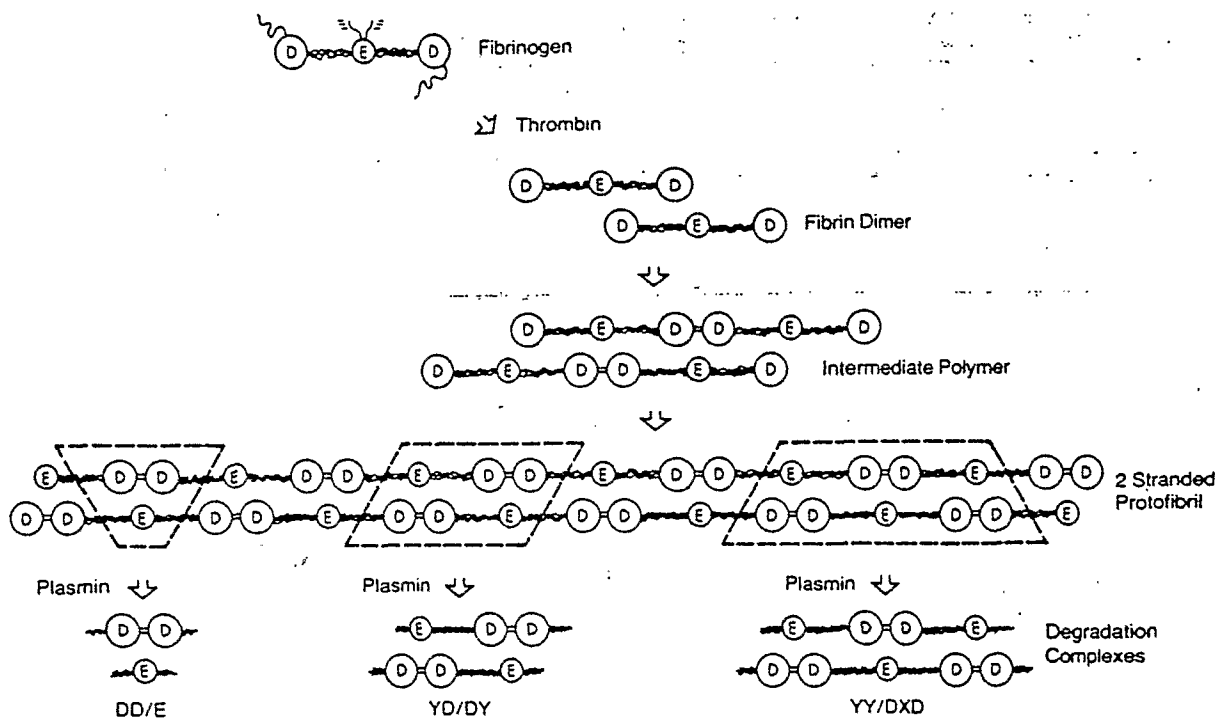 D E D Fibrinogen
Thrombin
D E D
D E D Fibrin Dimer
D E D D E D
D E D D E D Intermediate Polymer
E D D E D D E D D E D D E D D E D D 2 Stranded
Protofibril
D D E D D E D D E D D E D D E D D E
Plasmin Plasmin Plasmin
D D E D D E D D E Degradation
Complexes
E D D E D D E D D
DD/E YD/DY YY/DXD